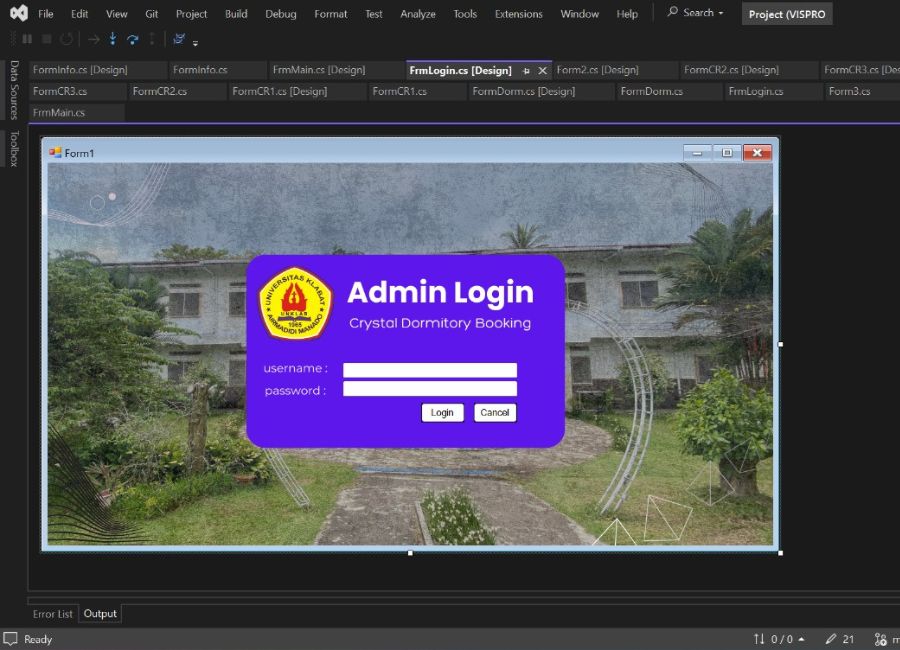 File Edit View Git Project Build Debug Format Test Analyze Tools Extensions Window Help Search Project (VISPRO
Data Sources
Toolbox
FormInfo.cs [Design] FormInfo.cs FrmMain.cs [Design] FrmLogin.cs [Design] Form2.cs [Design] FormCR2.cs [Design] FormCR3.cs [Des
FormCR3.cs FormCR2.cs FormCR1.cs [Design] FormCR1.cs FormDorm.cs [Design] FormDorm.cs FrmLogin.cs Form3.cs
FrmMain.cs
Form1
UNIVERSITAS KLABAT
UNKLAB
1965
AIRMADIDI MANADO
Admin Login
Crystal Dormitory Booking
username :
password :
Login Cancel
Error List Output
Ready 0 / 0 21 m